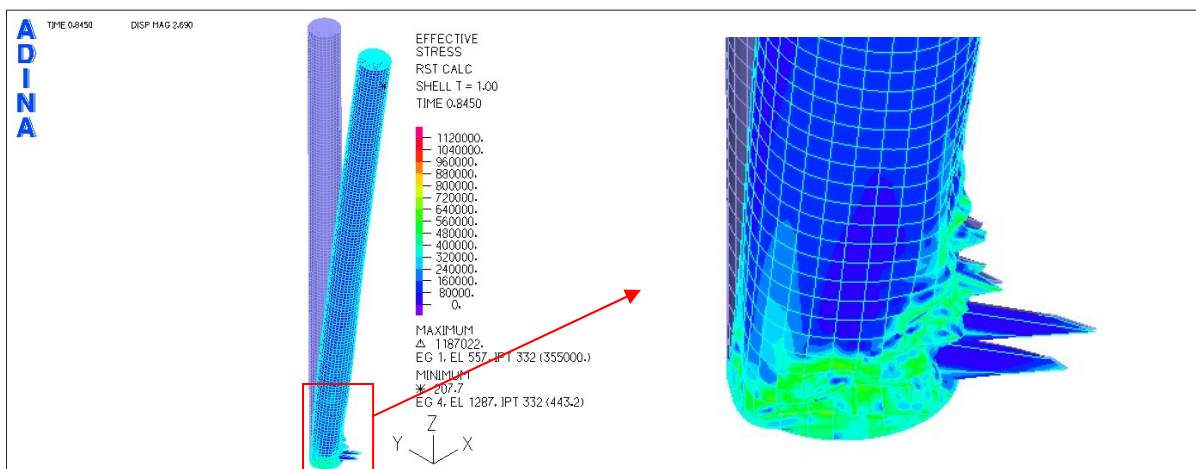 ADINA
TIME 0.8450 DISP MAG 2.690
EFFECTIVE
STRESS
RST CALC
SHELL T = 1.00
TIME 0.8450
1120000.
1040000.
960000.
880000.
800000.
720000.
640000.
560000.
480000.
400000.
320000.
240000.
160000.
80000.
0.
MAXIMUM
△ 1187022.
EG 1, EL 557, IPT 332 (355000.)
MINIMUM
✳ 207.7
EG 4, EL 1287, IPT 332 (443.2)
Z
Y X